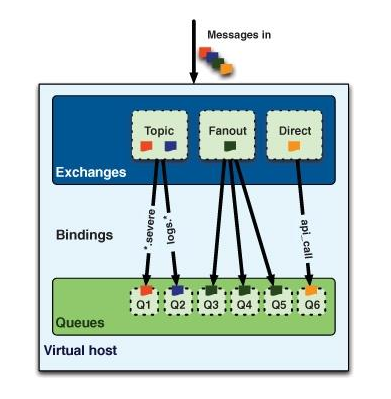 Messages in
Topic
Fanout
Direct
Exchanges
*.severe
*.logs
api_call
Bindings
Q1
Q2
Q3
Q4
Q5
Q6
Queues
Virtual host